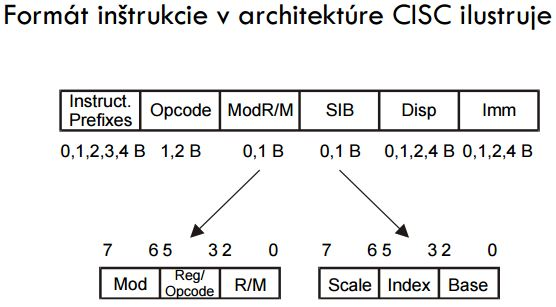 Formát inštrukcie v architektúre CISC ilustruje
Instruct. Prefixes Opcode ModR/M SIB Disp Imm
0,1,2,3,4 B 1,2 B 0,1 B 0,1 B 0,1,2,4 B 0,1,2,4 B
7 6 5 3 2 0 7 6 5 3 2 0
Mod Reg/ Opcode R/M Scale Index Base